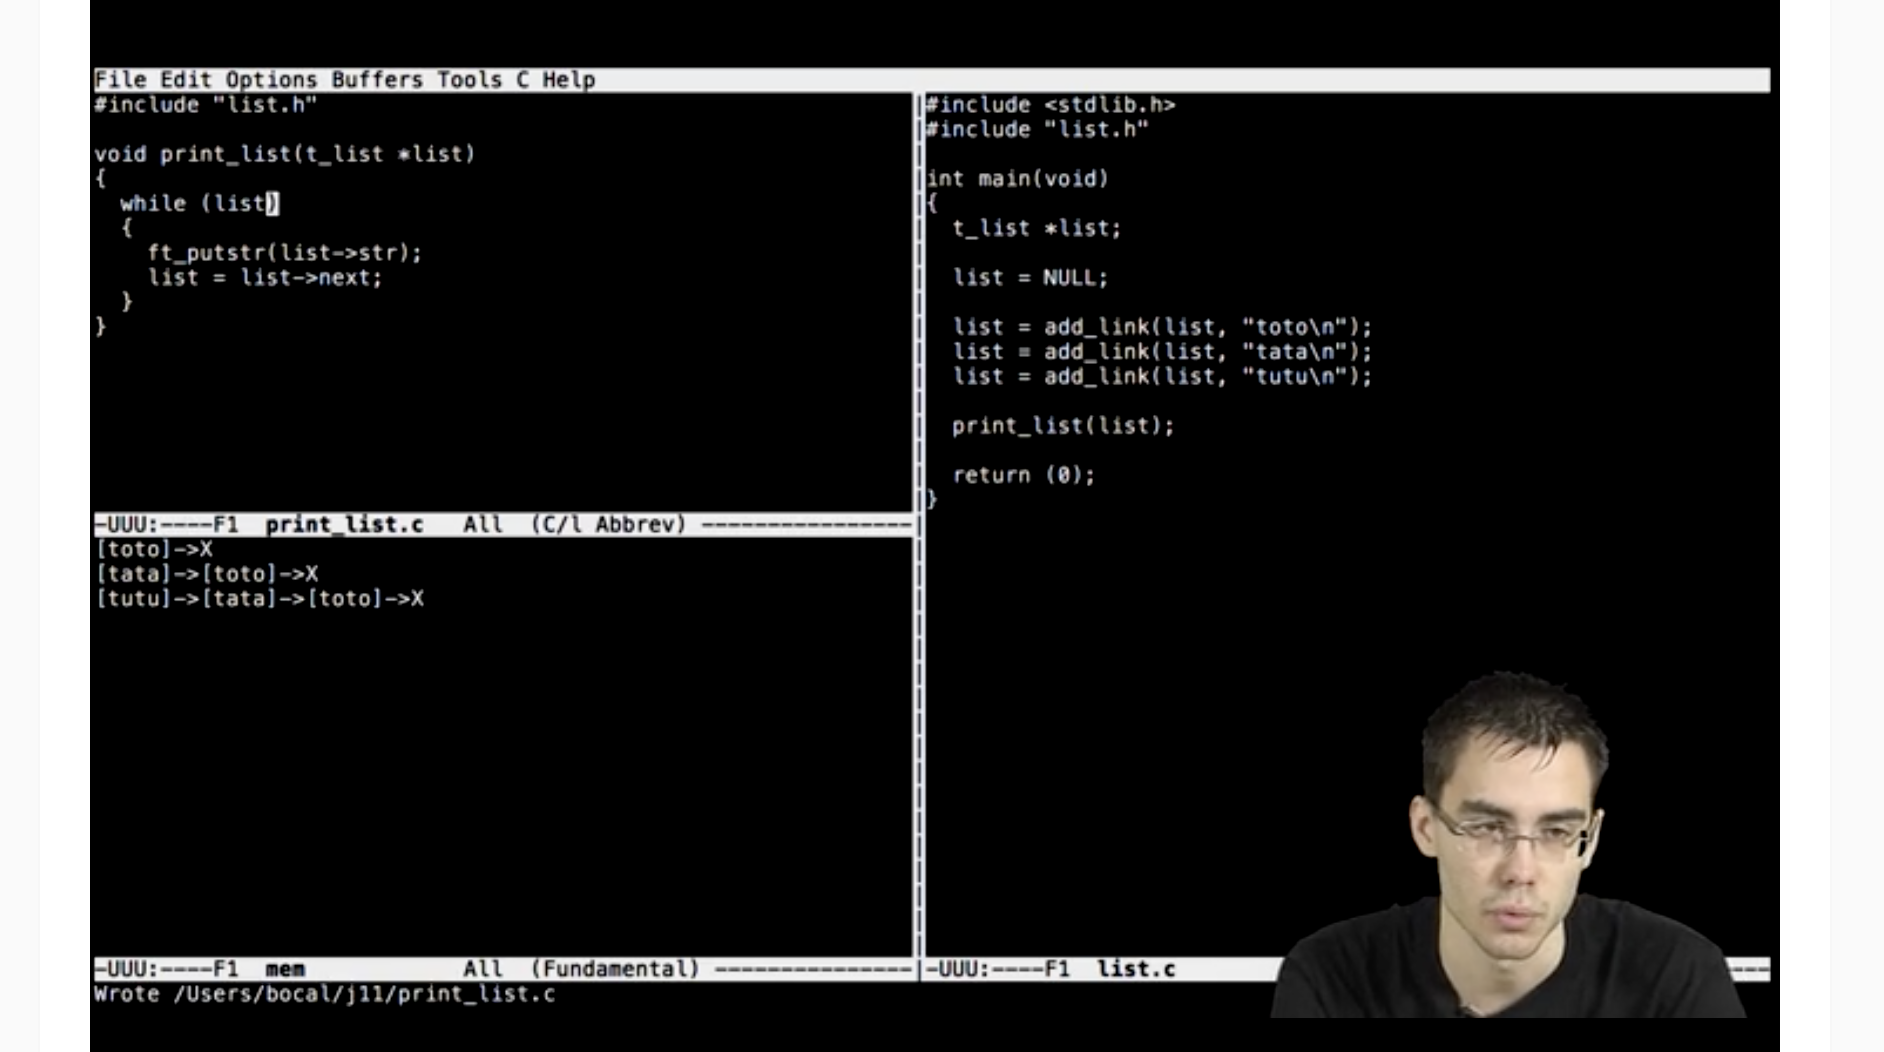 File Edit Options Buffers Tools C Help
#include "list.h"
void print_list(t_list *list)
{
  while (list)
  {
    ft_putstr(list->str);
    list = list->next;
  }
}
-UUU:----F1  print_list.c   All  (C/l Abbrev) ----------------
[toto]->X
[tata]->[toto]->X
[tutu]->[tata]->[toto]->X
-UUU:----F1  mem            All  (Fundamental) ---------------
Wrote /Users/bocal/j11/print_list.c
#include <stdlib.h>
#include "list.h"
int main(void)
{
  t_list *list;
  list = NULL;
  list = add_link(list, "toto\n");
  list = add_link(list, "tata\n");
  list = add_link(list, "tutu\n");
  print_list(list);
  return (0);
}
-UUU:----F1  list.c